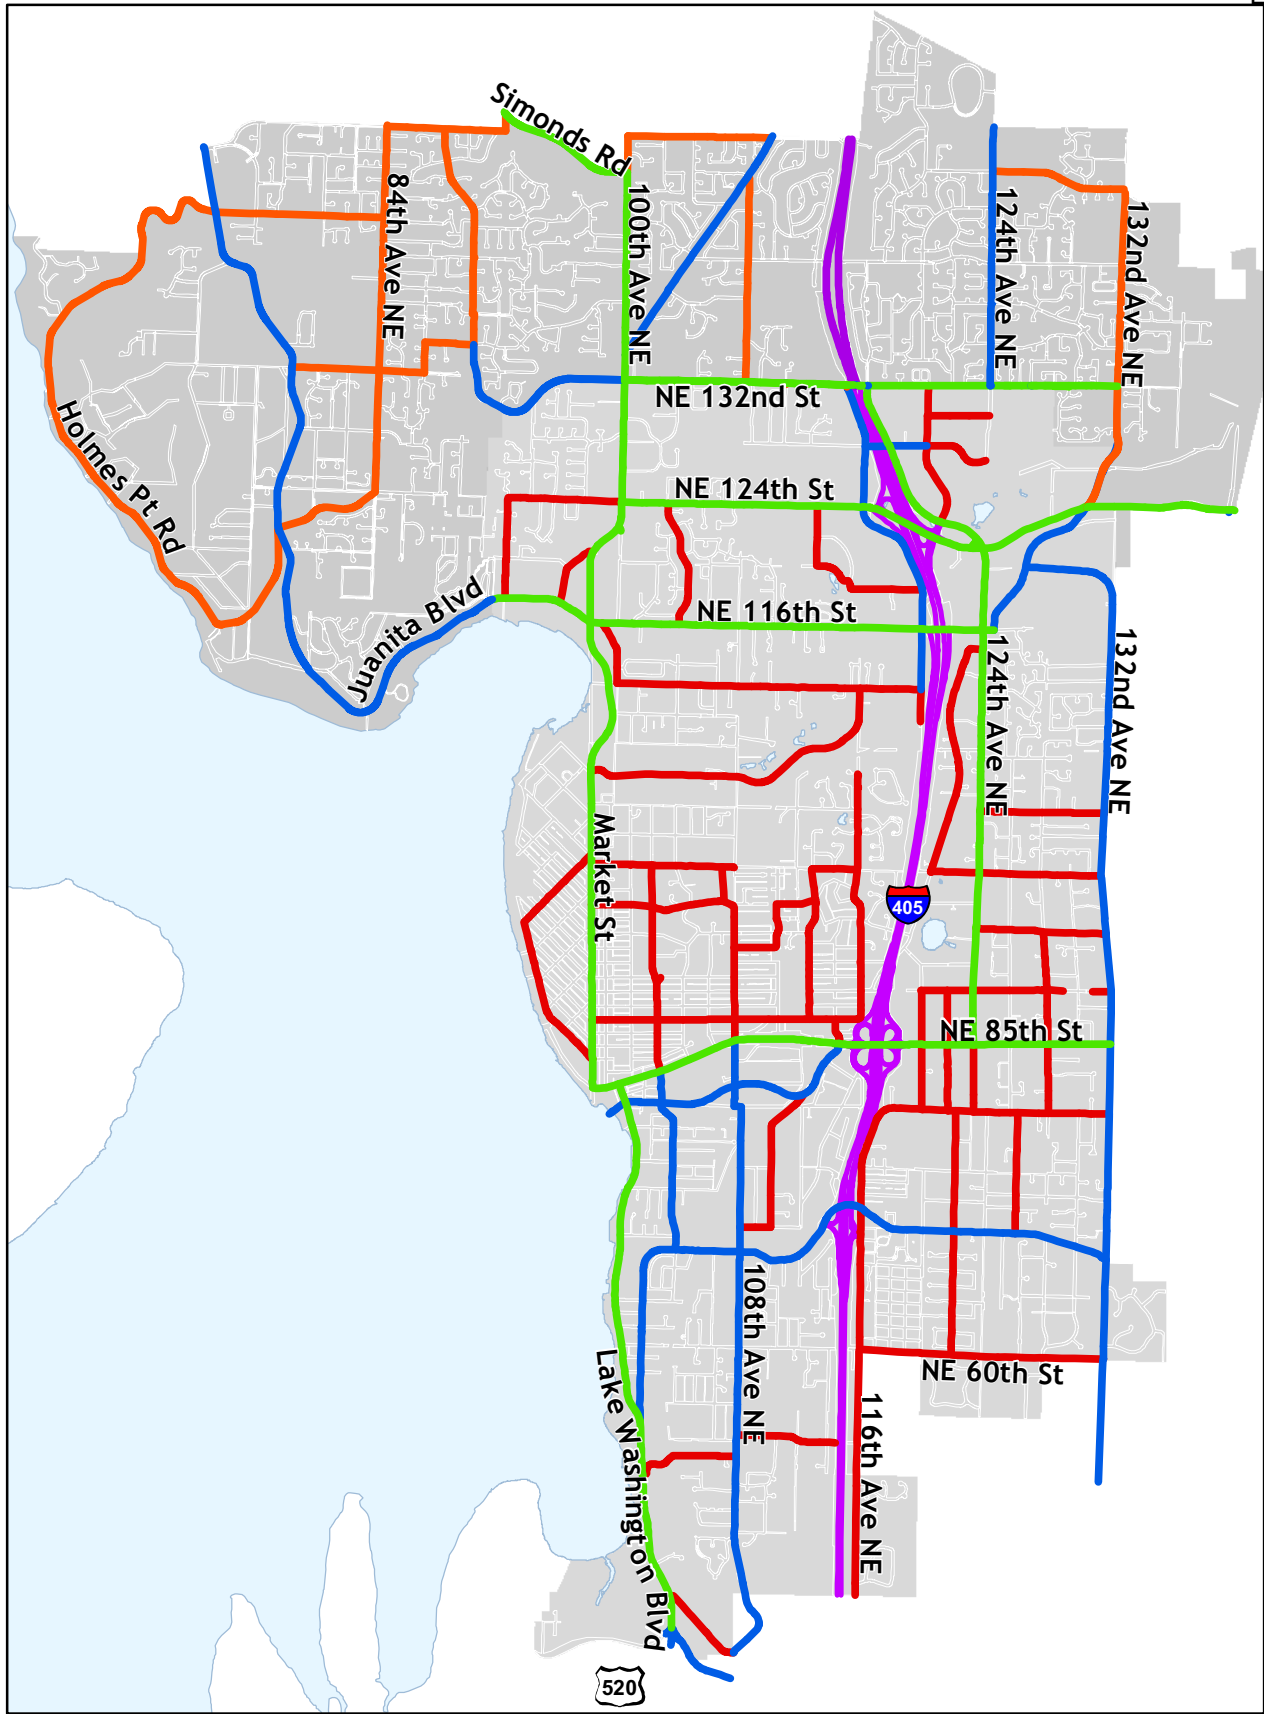 Simonds Rd
84th Ave NE
100th Ave NE
124th Ave NE
132nd Ave NE
NE 132nd St
Holmes Pt Rd
NE 124th St
Juanita Blvd
NE 116th St
124th Ave NE
132nd Ave NE
Market St
405
NE 85th St
108th Ave NE
Lake Washington Blvd
NE 60th St
116th Ave NE
520